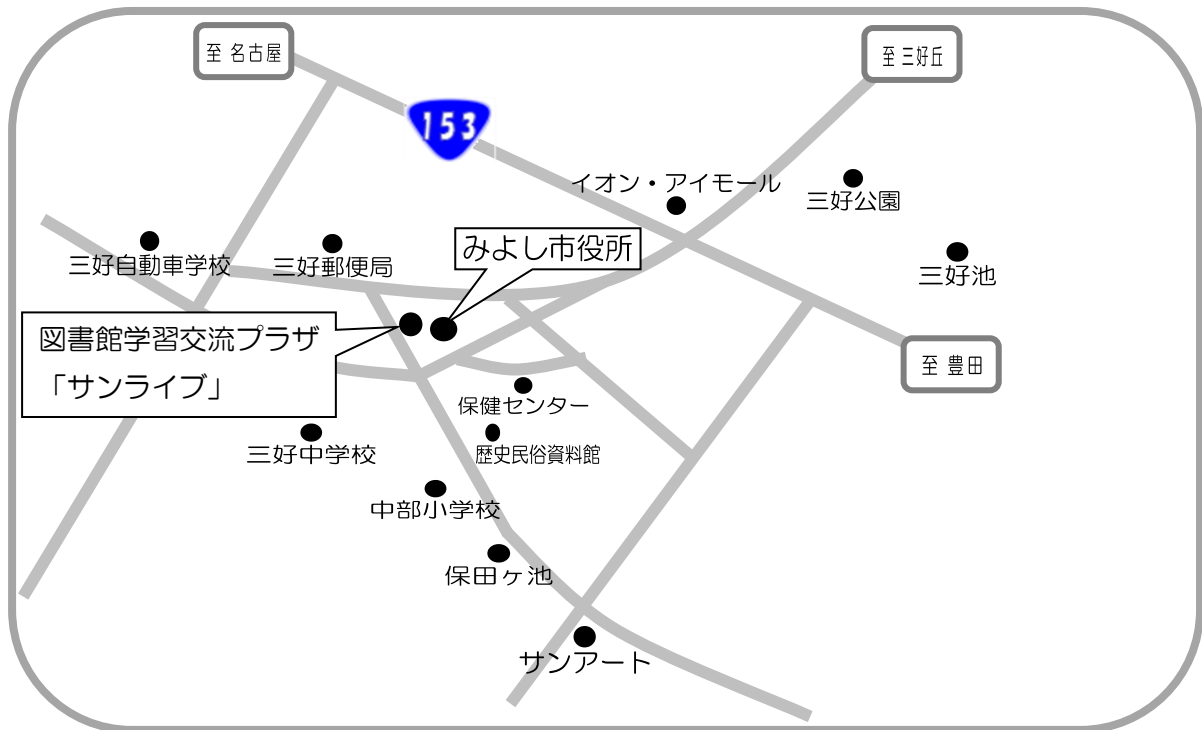 至 名古屋
至 三好丘
153
イオン・アイモール
三好公園
みよし市役所
三好自動車学校
三好郵便局
三好池
図書館学習交流プラザ
「サンライブ」
至 豊田
保健センター
三好中学校
歴史民俗資料館
中部小学校
保田ヶ池
サンアート